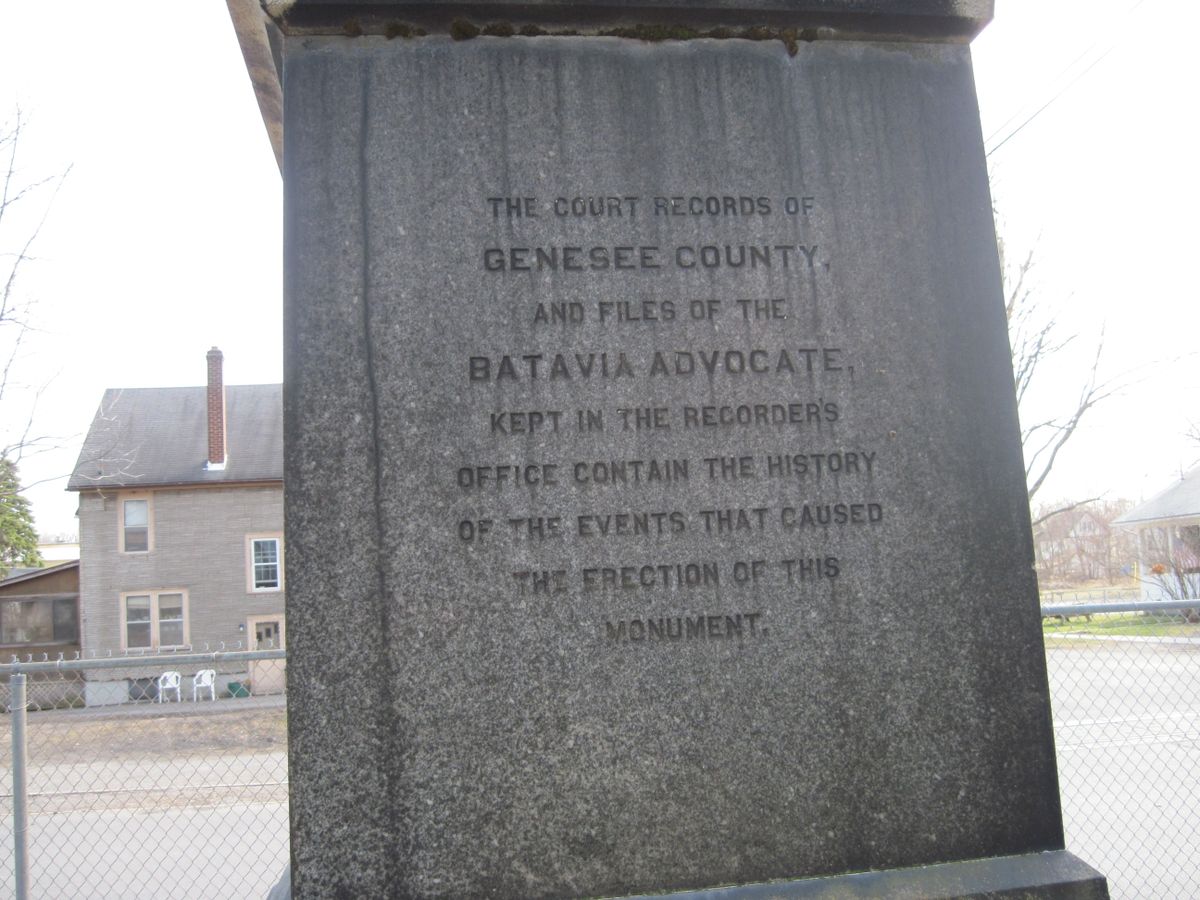 THE COURT RECORDS OF
GENESEE COUNTY,
AND FILES OF THE
BATAVIA ADVOCATE,
KEPT IN THE RECORDER'S
OFFICE CONTAIN THE HISTORY
OF THE EVENTS THAT CAUSED
THE ERECTION OF THIS
MONUMENT.